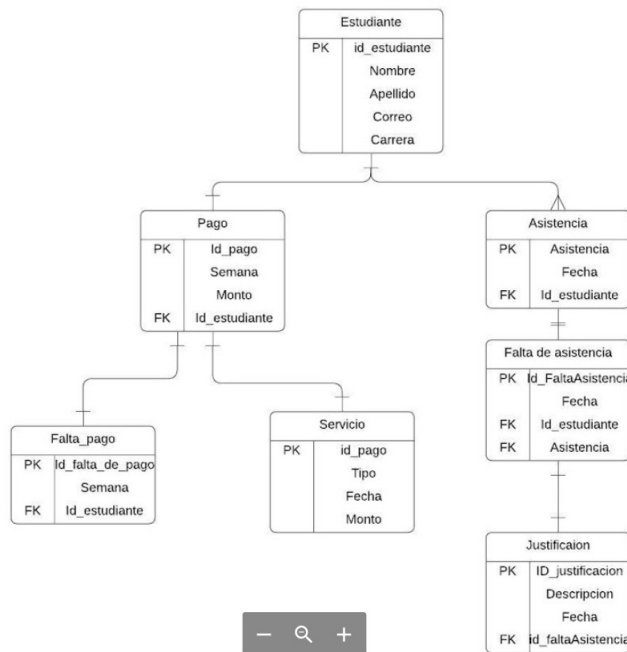 Estudiante
PK id_estudiante
Nombre
Apellido
Correo
Carrera
Pago
PK Id_pago
Semana
Monto
FK Id_estudiante
Asistencia
PK Asistencia
Fecha
FK Id_estudiante
Falta de asistencia
PK Id_FaltaAsistencia
Fecha
FK Id_estudiante
FK Asistencia
Falta_pago
PK Id_falta_de_pago
Semana
FK Id_estudiante
Servicio
PK id_pago
Tipo
Fecha
Monto
Justificaion
PK ID_justificacion
Descripcion
Fecha
FK id_faltaAsistencia